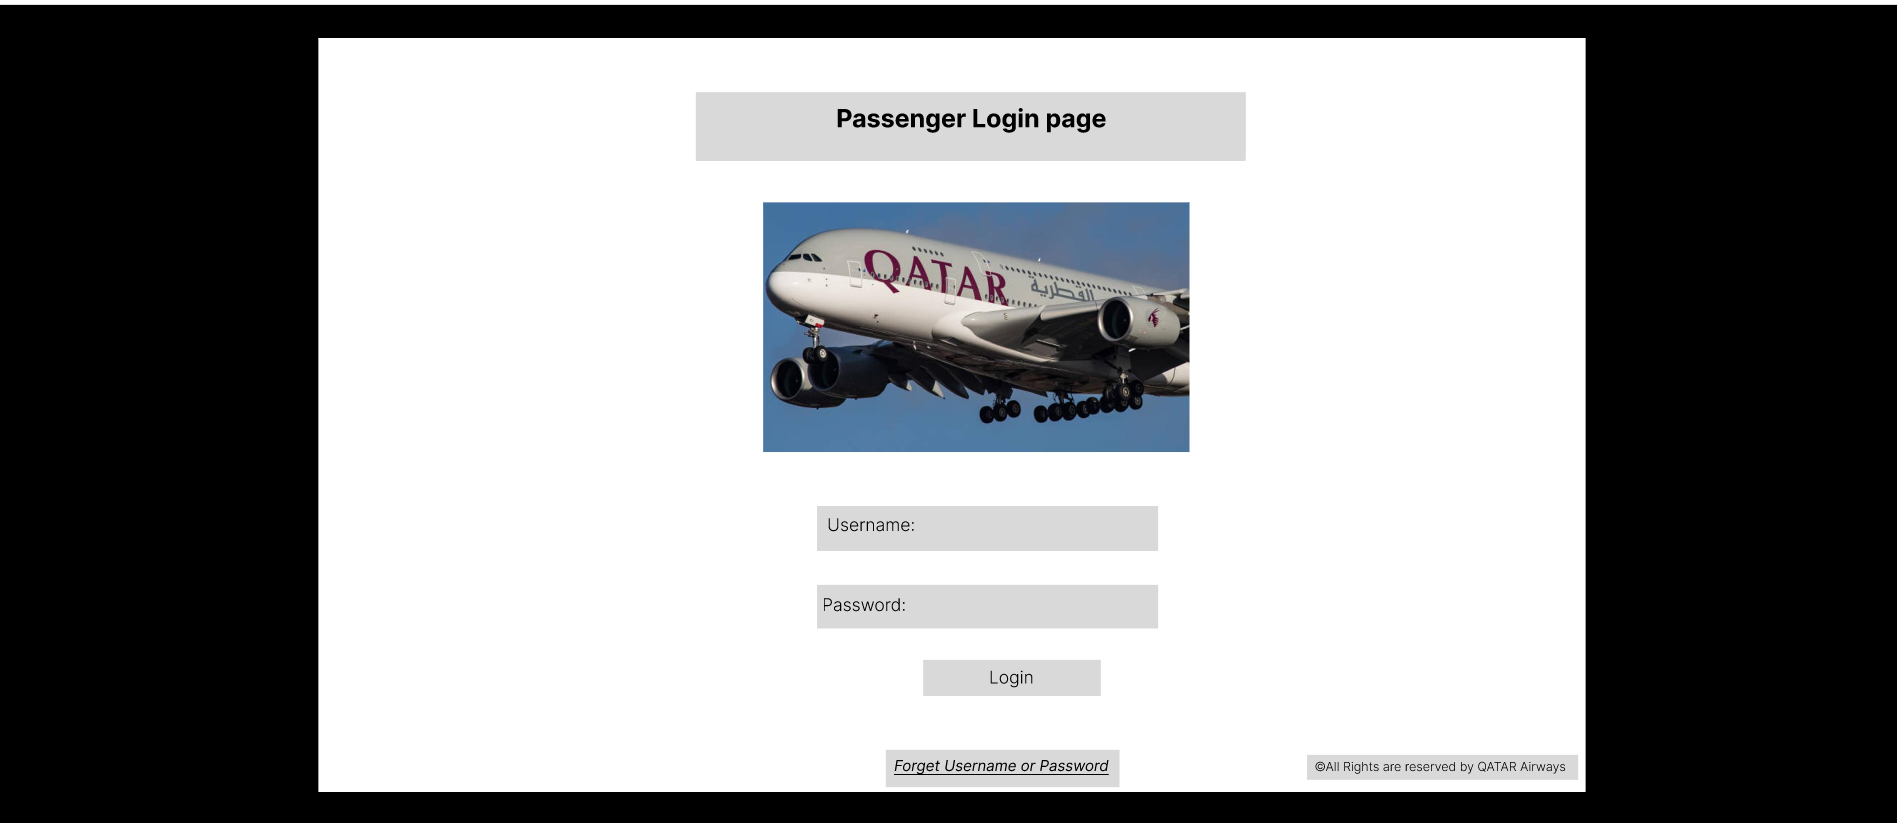 Passenger Login page
QATAR القطرية
Username:
Password:
Login
Forget Username or Password
©All Rights are reserved by QATAR Airways